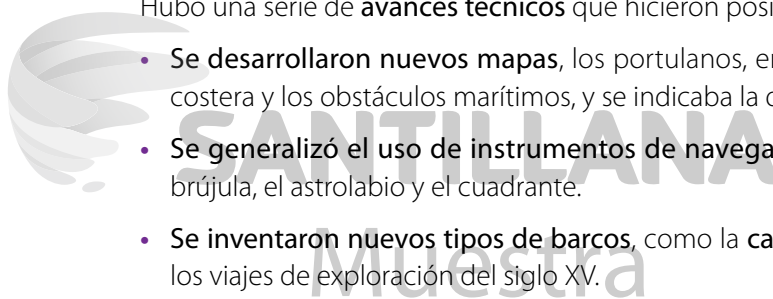 Hubo una serie de avances técnicos que hicieron posi
• Se desarrollaron nuevos mapas, los portulanos, en
costera y los obstáculos marítimos, y se indicaba la
• Se generalizó el uso de instrumentos de navega
brújula, el astrolabio y el cuadrante.
• Se inventaron nuevos tipos de barcos, como la ca
los viajes de exploración del siglo XV.
SANTILLANA
Muestra